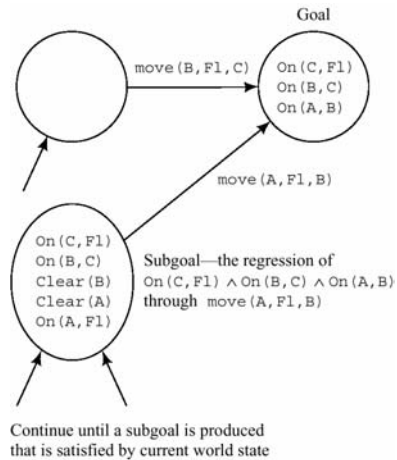 Goal
move(B,Fl,C)
On(C,Fl)
On(B,C)
On(A,B)
move(A,Fl,B)
On(C,Fl)
On(B,C)
Clear(B)
Clear(A)
On(A,Fl)
Subgoal—the regression of
On(C,Fl) ∧ On(B,C) ∧ On(A,B)
through move(A,Fl,B)
Continue until a subgoal is produced
that is satisfied by current world state